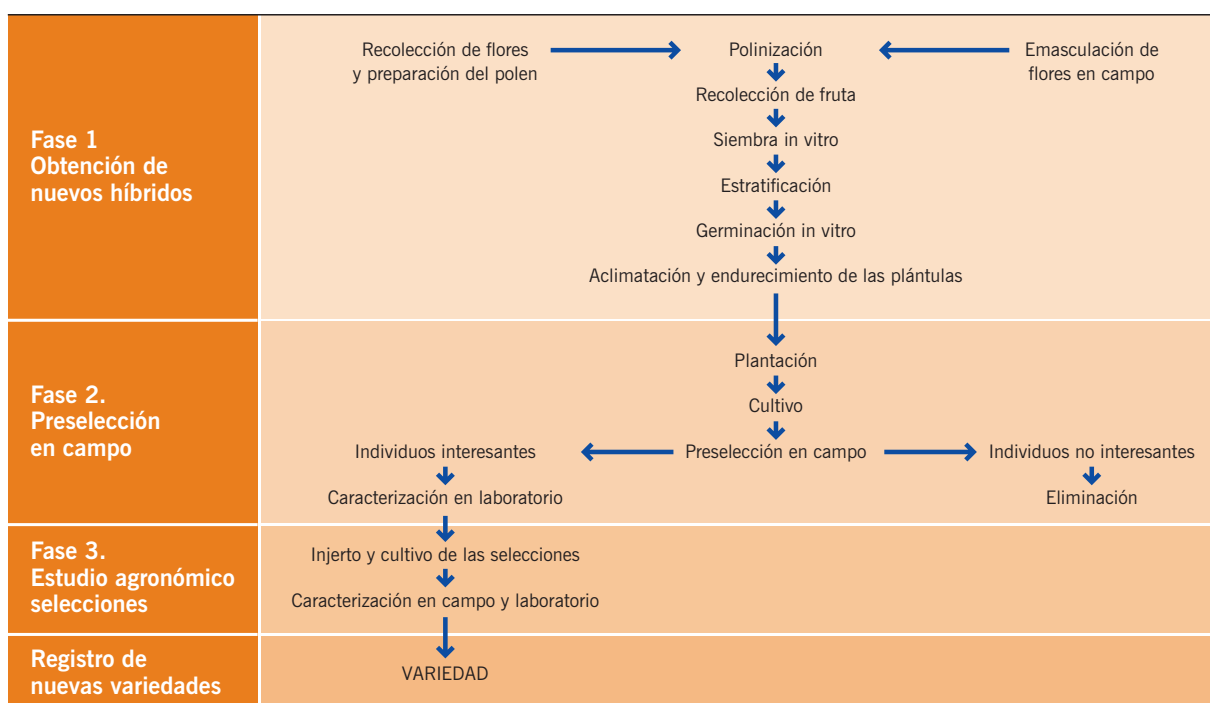 Fase 1
Obtención de
nuevos híbridos
Recolección de flores
y preparación del polen
Polinización
Emasculación de
flores en campo
Recolección de fruta
Siembra in vitro
Estratificación
Germinación in vitro
Aclimatación y endurecimiento de las plántulas
Fase 2.
Preselección
en campo
Plantación
Cultivo
Individuos interesantes
Preselección en campo
Individuos no interesantes
Caracterización en laboratorio
Eliminación
Fase 3.
Estudio agronómico
selecciones
Injerto y cultivo de las selecciones
Caracterización en campo y laboratorio
Registro de
nuevas variedades
VARIEDAD